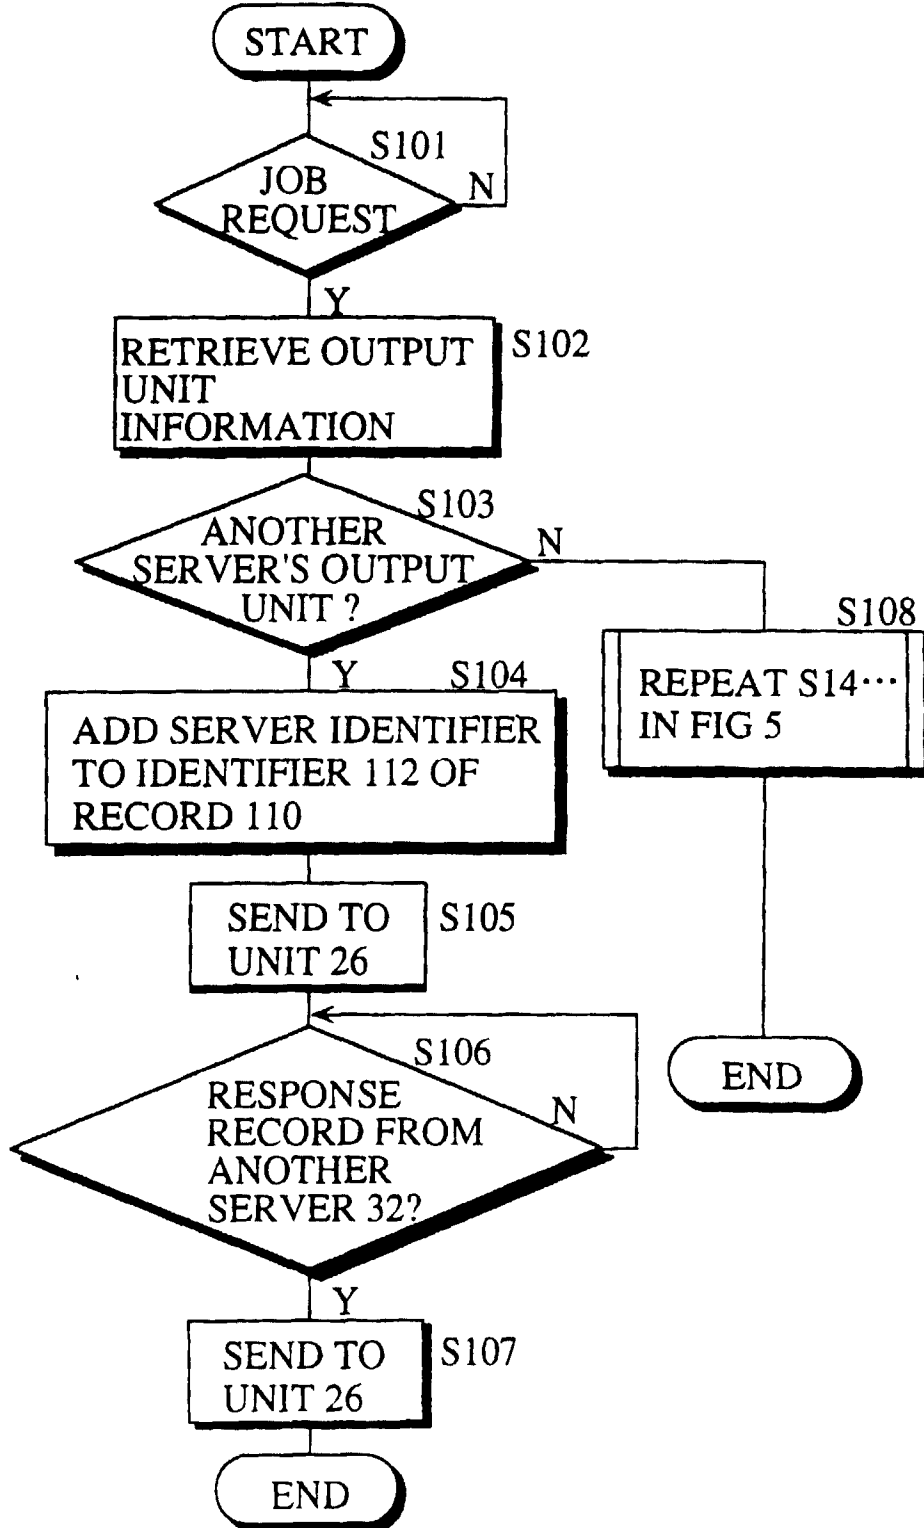 START
S101
JOB
REQUEST
N
Y
RETRIEVE OUTPUT
UNIT
INFORMATION
S102
S103
ANOTHER
SERVER'S OUTPUT
UNIT ?
N
Y
S108
REPEAT S14···
IN FIG 5
END
S104
ADD SERVER IDENTIFIER
TO IDENTIFIER 112 OF
RECORD 110
SEND TO
UNIT 26
S105
S106
RESPONSE
RECORD FROM
ANOTHER
SERVER 32?
N
Y
SEND TO
UNIT 26
S107
END